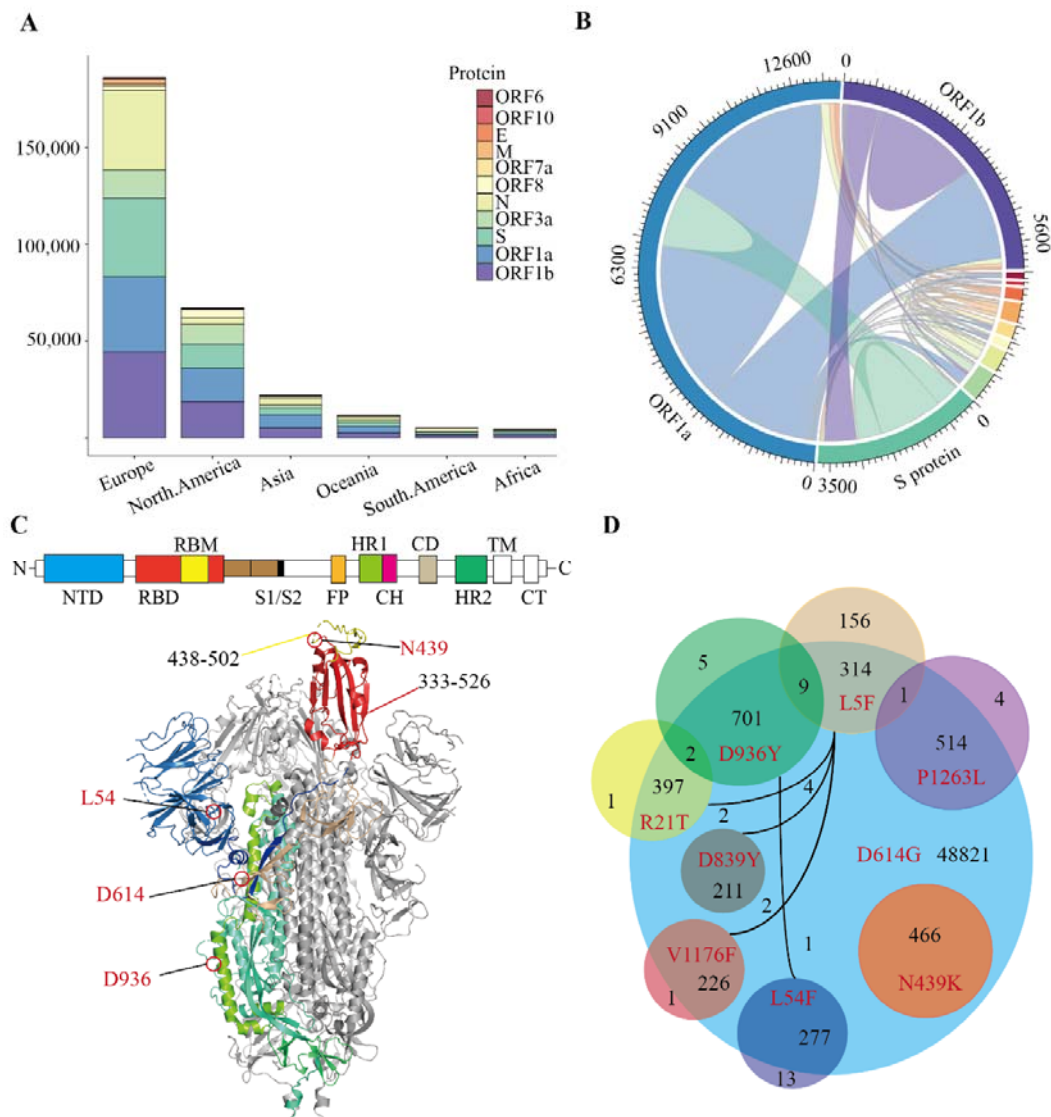 A
Protein
ORF6
ORF10
E
M
ORF7a
ORF8
N
ORF3a
S
ORF1a
ORF1b
150,000
100,000
50,000
Europe
North.America
Asia
Oceania
South.America
Africa
B
12600
0
ORF1b
9100
5600
6300
0
ORF1a
S protein
0
3500
C
RBM
HR1
CD
TM
N
C
NTD
RBD
S1/S2
FP
CH
HR2
CT
438-502
N439
333-526
L54
D614
D936
D
156
5
314
9
L5F
1
4
701
514
2
D936Y
P1263L
397
4
1
R21T
2
D839Y
D614G
48821
211
2
466
V1176F
1
N439K
226
L54F
1
277
13